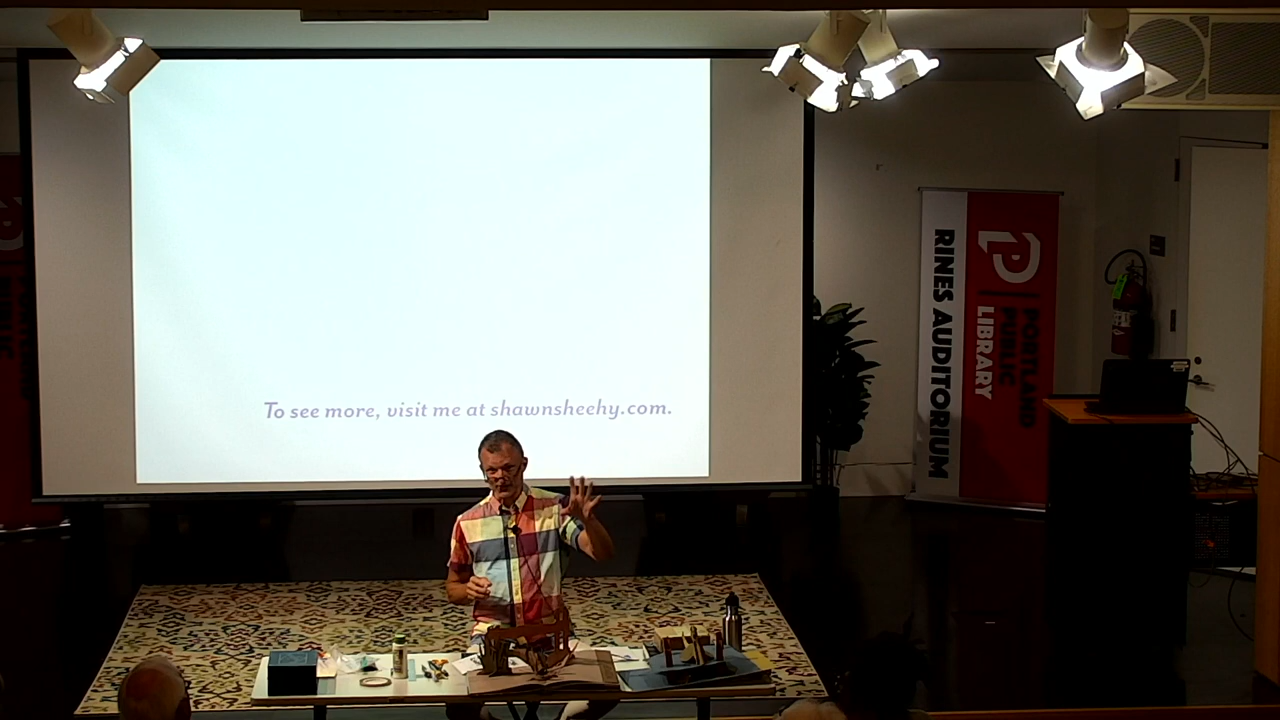 To see more, visit me at shawnsheehy.com.
RINES AUDITORIUM
PORTLAND
PUBLIC
LIBRARY